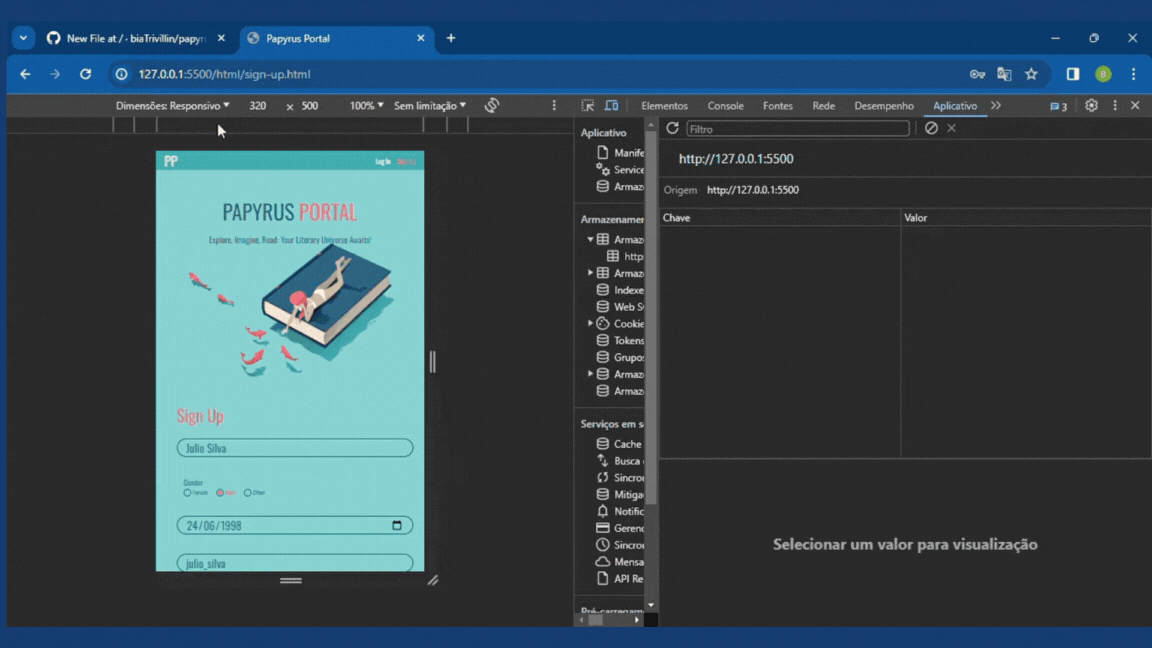 New File at / · biaTrivillin/papyr
Papyrus Portal
127.0.0.1:5500/html/sign-up.html
B
Dimensões: Responsivo 320 × 500 100% Sem limitação
Elementos Console Fontes Rede Desempenho Aplicativo 3
Aplicativo
Manife
Service
Armaz
Armazenamen
Armaz
http
Armaz
Indexe
Web S
Cookie
Tokens
Grupos
Armaz
Armaz
Serviços em s
Cache
Busca
Sincron
Mitiga
Notific
Gerenc
Sincron
Mensa
API Re
Pré-carregam
Filtro
http://127.0.0.1:5500
Origem http://127.0.0.1:5500
Chave Valor
Selecionar um valor para visualização
PP Log In Sign Up
PAPYRUS PORTAL
Explore, Imagine, Read: Your Literary Universe Awaits!
Sign Up
Julio Silva
Gender
Female Male Other
24/06/1998
julio_silva